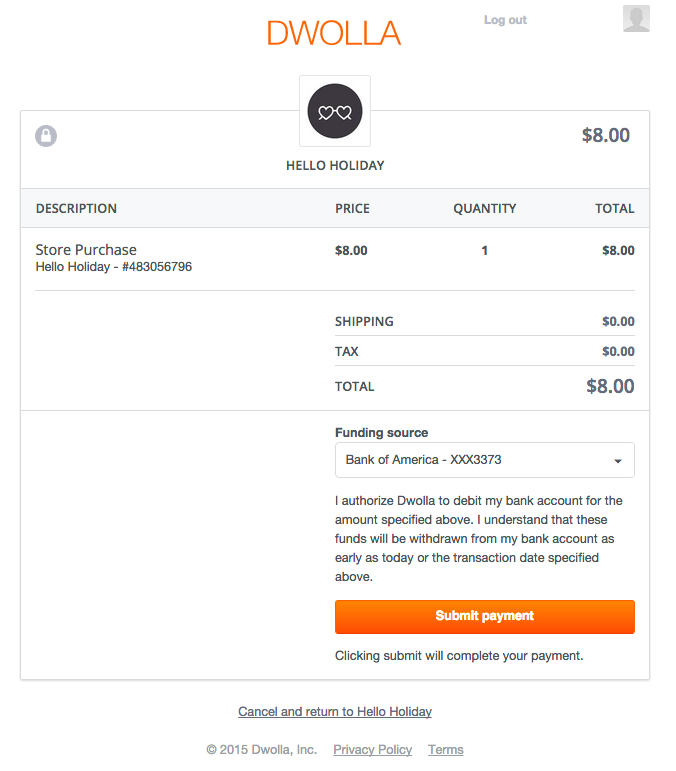 DWOLLA
Log out
$8.00
HELLO HOLIDAY
DESCRIPTION PRICE QUANTITY TOTAL
Store Purchase $8.00 1 $8.00
Hello Holiday - #483056796
SHIPPING $0.00
TAX $0.00
TOTAL $8.00
Funding source
Bank of America - XXX3373
I authorize Dwolla to debit my bank account for the
amount specified above. I understand that these
funds will be withdrawn from my bank account as
early as today or the transaction date specified
above.
Submit payment
Clicking submit will complete your payment.
Cancel and return to Hello Holiday
© 2015 Dwolla, Inc. Privacy Policy Terms